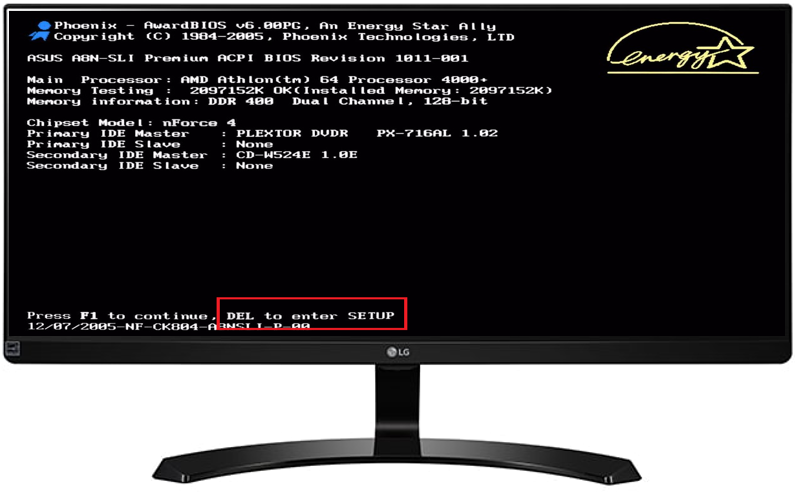 Phoenix - AwardBIOS v6.00PG, An Energy Star Ally
Copyright (C) 1984-2005, Phoenix Technologies, LTD
energy
ASUS A8N-SLI Premium ACPI BIOS Revision 1011-001
Main Processor: AMD Athlon(tm) 64 Processor 4000+
Memory Testing : 2097152K OK(Installed Memory: 2097152K)
Memory information: DDR 400 Dual Channel, 128-bit
Chipset Model: nForce 4
Primary IDE Master : PLEXTOR DVDR PX-716AL 1.02
Primary IDE Slave : None
Secondary IDE Master : CD-W524E 1.0E
Secondary IDE Slave : None
Press F1 to continue, DEL to enter SETUP
12/07/2005-NF-CK804-A8NSLI-P-00
LG